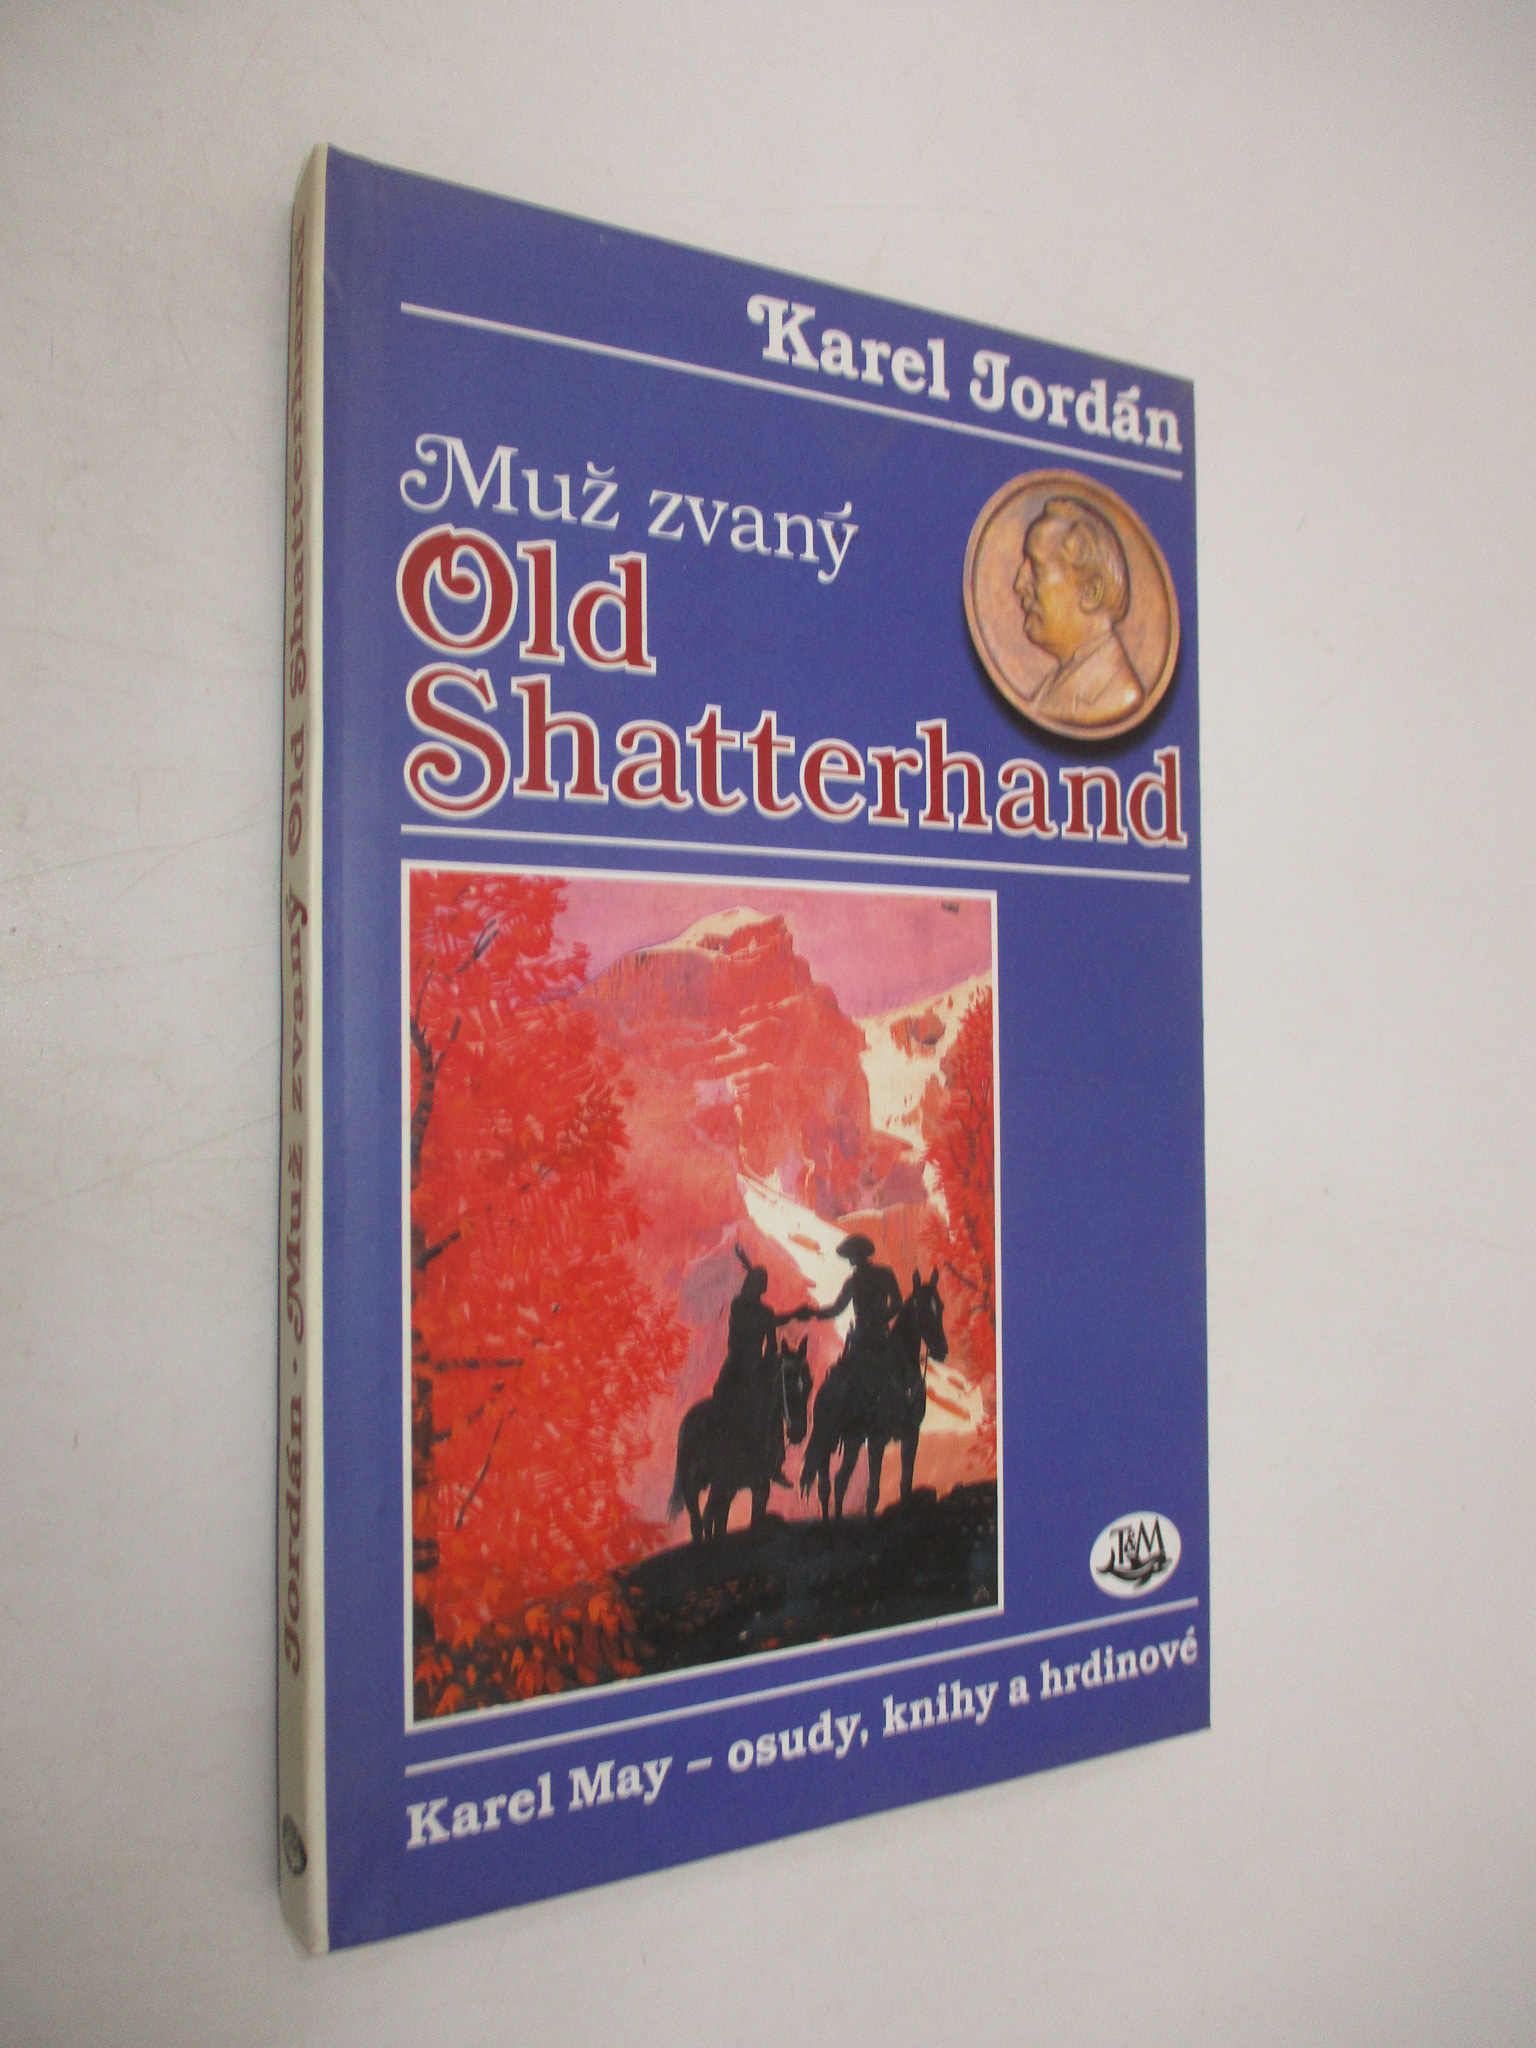 Karel Jordán
Muž zvaný
Old
Shatterhand
T&M
Karel May – osudy, knihy a hrdinové
Jordán · Muž zvaný Old Shatterhand